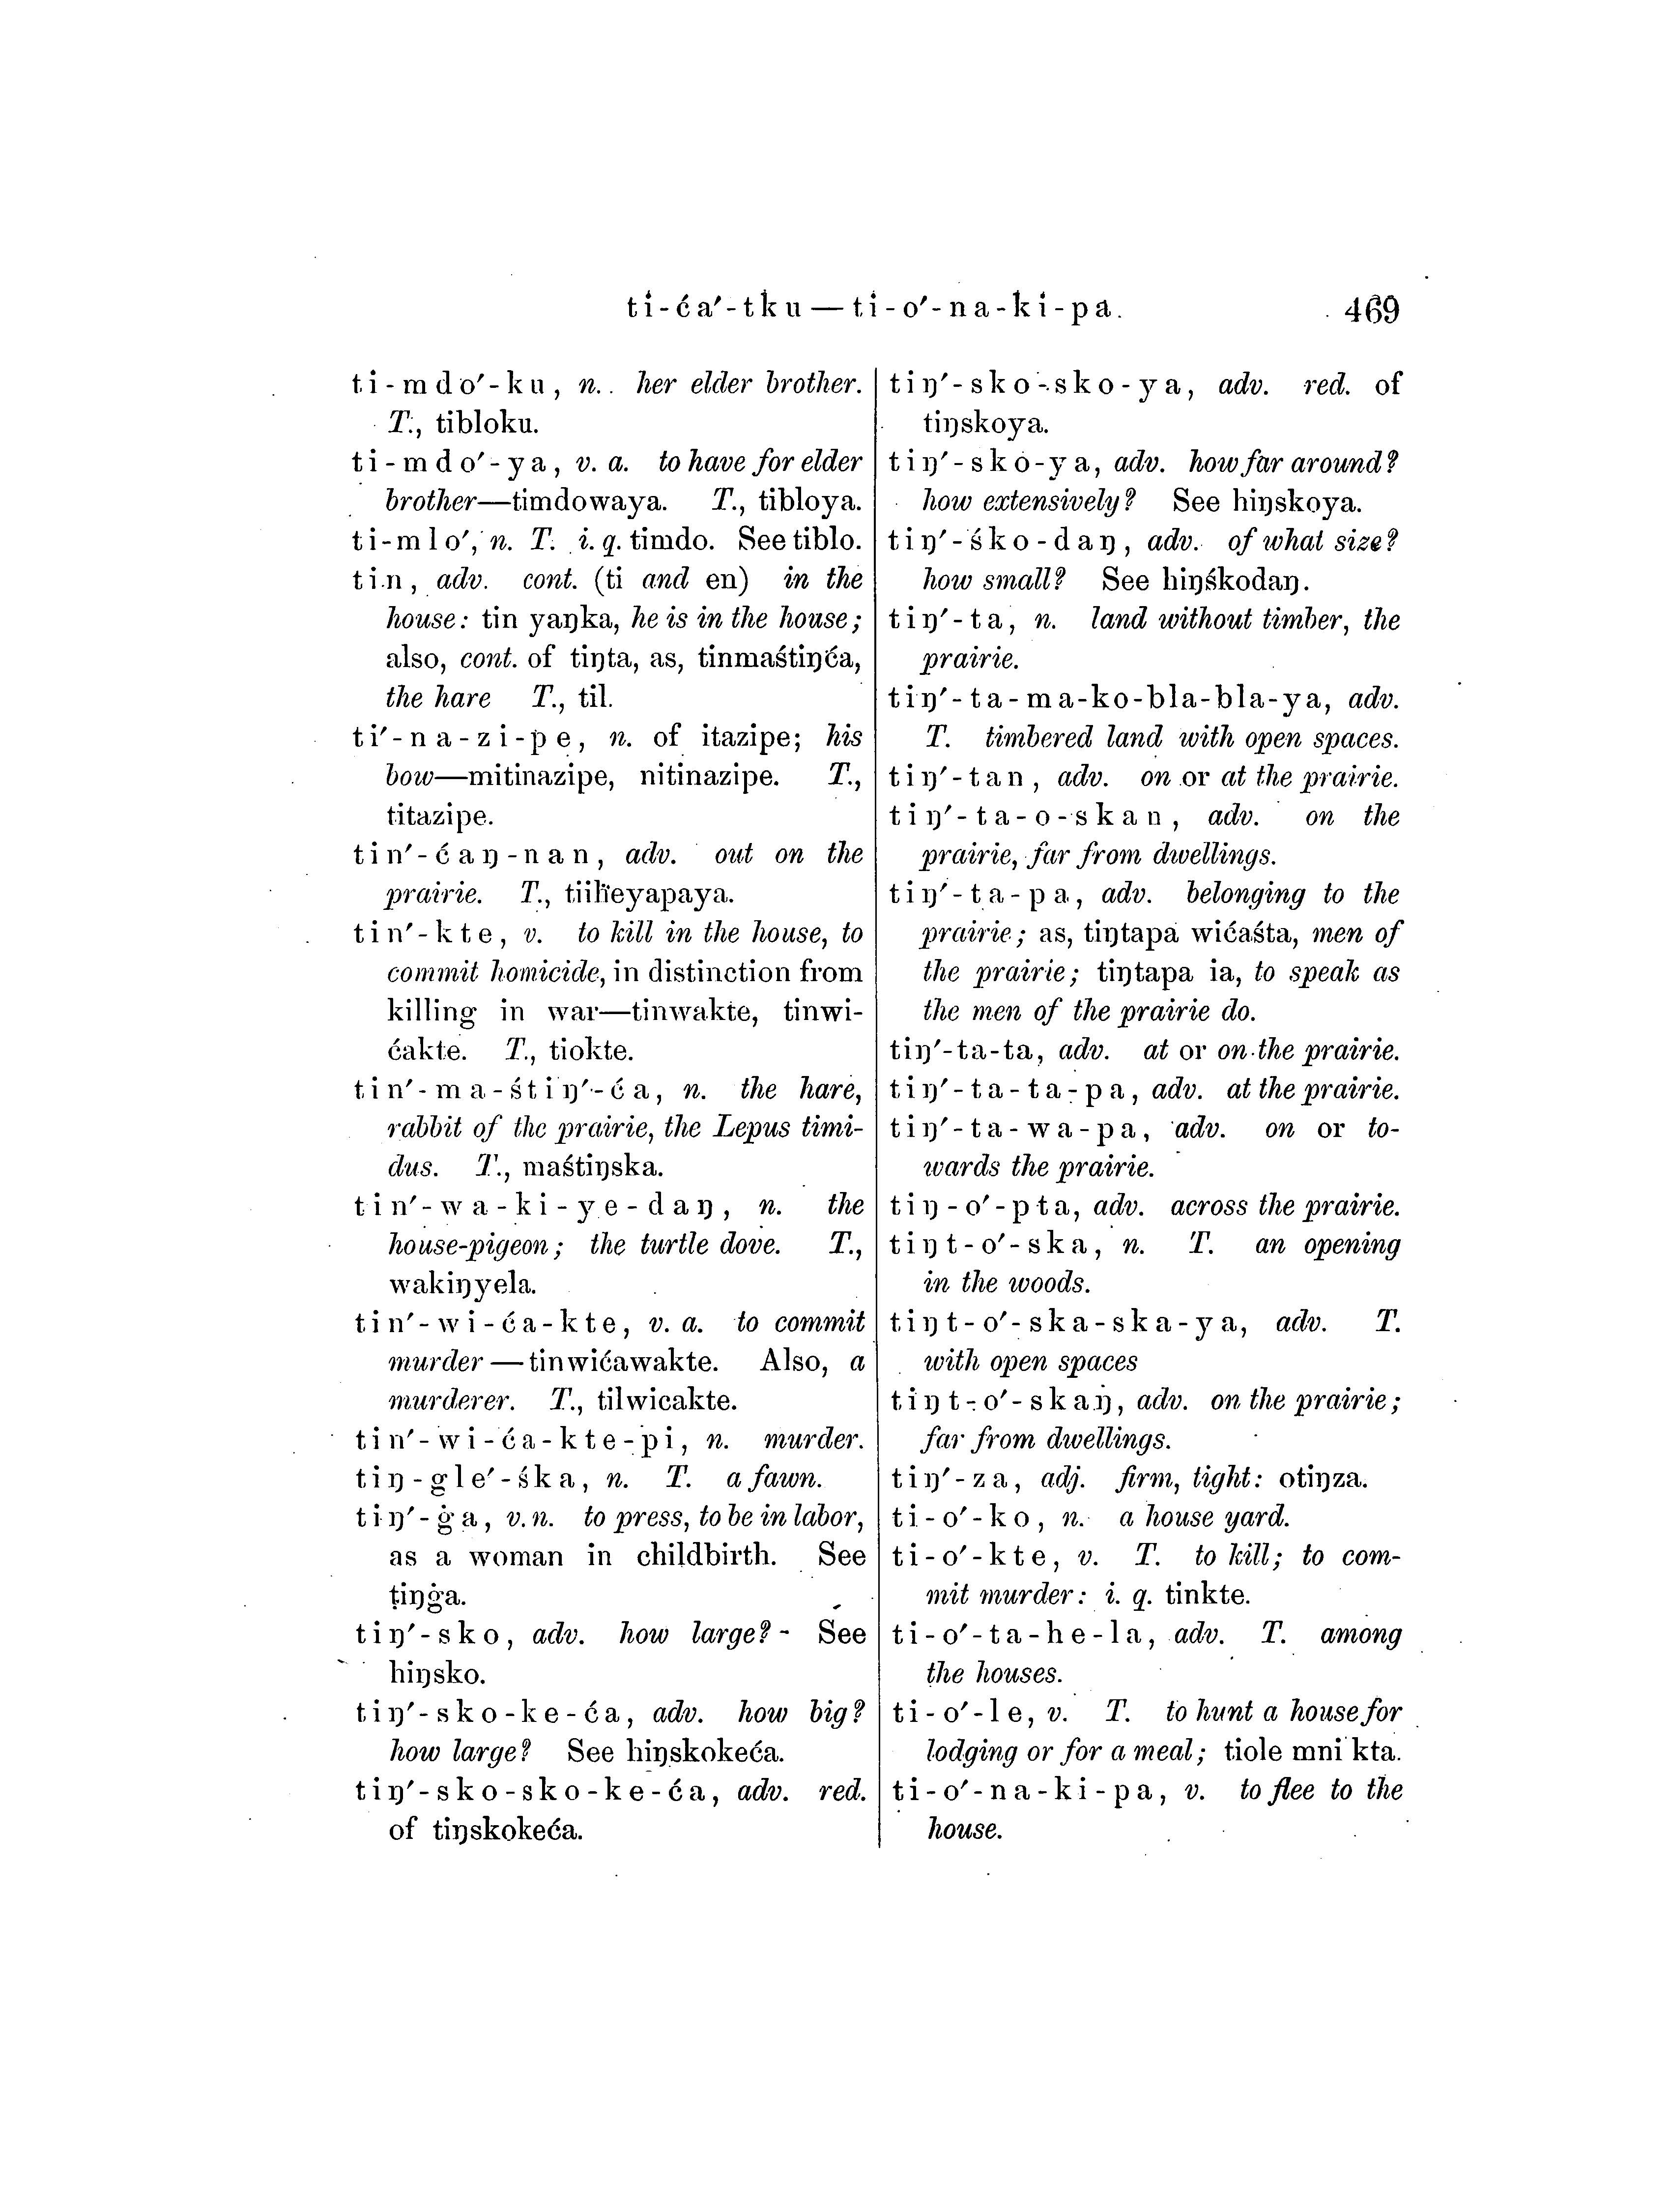 ti-ća′-tku — ti-o′-na-ki-pa. 469
ti-mdo′-ku, n. her elder brother.
T., tibloku.
ti-mdo′-ya, v. a. to have for elder
brother—timdowaya. T., tibloya.
ti-mlo′, n. T. i. q. timdo. See tiblo.
tin, adv. cont. (ti and en) in the
house: tin yaŋka, he is in the house;
also, cont. of tiŋta, as, tinmaśtiŋća,
the hare T., til.
ti′-na-zi-pe, n. of itazipe; his
bow—mitinazipe, nitinazipe. T.,
titazipe.
tin′-ćaŋ-nan, adv. out on the
prairie. T., tiiḣeyapaya.
tin′-kte, v. to kill in the house, to
commit homicide, in distinction from
killing in war—tinwakte, tinwi-
ćakte. T., tiokte.
tin′-ma-śtiŋ′-ća, n. the hare,
rabbit of the prairie, the Lepus timi-
dus. T., maśtiŋska.
tin′-wa-ki-ye-daŋ, n. the
house-pigeon; the turtle dove. T.,
wakiŋyela.
tin′-wi-ća-kte, v. a. to commit
murder — tinwićawakte. Also, a
murderer. T., tilwicakte.
tin′-wi-ća-kte-pi, n. murder.
tiŋ-gle′-śka, n. T. a fawn.
tiŋ′-ġa, v. n. to press, to be in labor,
as a woman in childbirth. See
ṭiŋġa.
tiŋ′-sko, adv. how large? See
hiŋsko.
tiŋ′-sko-ke-ća, adv. how big?
how large? See hiŋskokeća.
tiŋ′-sko-sko-ke-ća, adv. red.
of tiŋskokeća.
tiŋ′-sko-sko-ya, adv. red. of
tiŋskoya.
tiŋ′-sko-ya, adv. how far around?
how extensively? See hiŋskoya.
tiŋ′-śko-daŋ, adv. of what size?
how small? See hiŋśkodaŋ.
tiŋ′-ta, n. land without timber, the
prairie.
tiŋ′-ta-ma-ko-bla-bla-ya, adv.
T. timbered land with open spaces.
tiŋ′-tan, adv. on or at the prairie.
tiŋ′-ta-o-skan, adv. on the
prairie, far from dwellings.
tiŋ′-ta-pa, adv. belonging to the
prairie; as, tiŋtapa wićaśta, men of
the prairie; tiŋtapa ia, to speak as
the men of the prairie do.
tiŋ′-ta-ta, adv. at or on the prairie.
tiŋ′-ta-ta-pa, adv. at the prairie.
tiŋ′-ta-wa-pa, adv. on or to-
wards the prairie.
tiŋ-o′-pta, adv. across the prairie.
tiŋt-o′-ska, n. T. an opening
in the woods.
tiŋt-o′-ska-ska-ya, adv. T.
with open spaces
tiŋt-o′-skaŋ, adv. on the prairie;
far from dwellings.
tiŋ′-za, adj. firm, tight: otiŋza.
ti-o′-ko, n. a house yard.
ti-o′-kte, v. T. to kill; to com-
mit murder: i. q. tinkte.
ti-o′-ta-he-la, adv. T. among
the houses.
ti-o′-le, v. T. to hunt a house for
lodging or for a meal; tiole mni kta.
ti-o′-na-ki-pa, v. to flee to the
house.